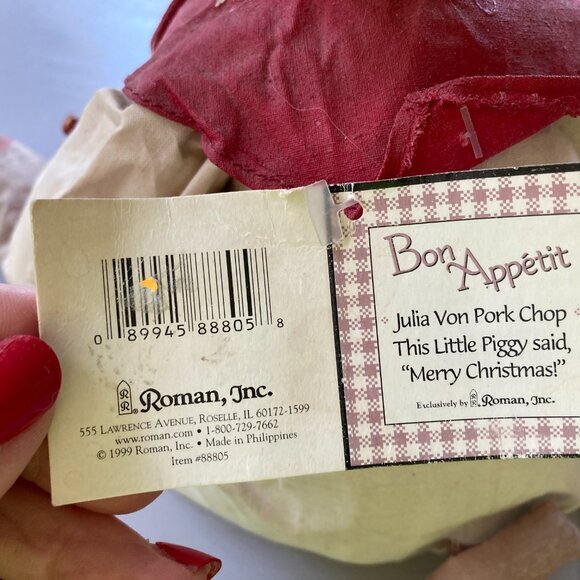 0 89945 88805 8
RR ® Roman, Inc.
555 Lawrence Avenue, Roselle, IL 60172-1599
www.roman.com • 1-800-729-7662
© 1999 Roman, Inc. • Made in Philippines
Item #88805
Bon Appétit
Julia Von Pork Chop
This Little Piggy said,
"Merry Christmas!"
Exclusively by RR ® Roman, Inc.